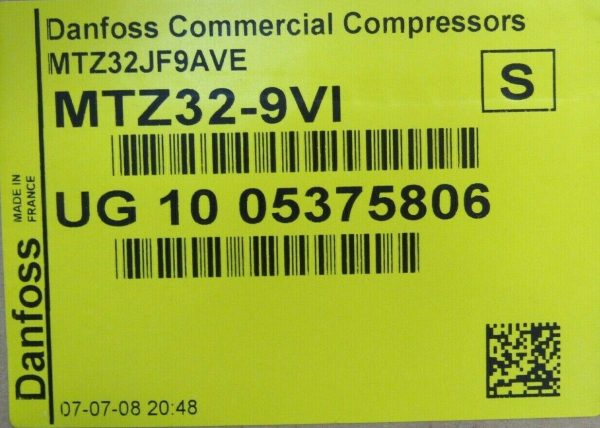 Danfoss Commercial Compressors
MTZ32JF9AVE
MTZ32-9VI
S
UG 10 05375806
Danfoss
MADE IN
FRANCE
07-07-08 20:48